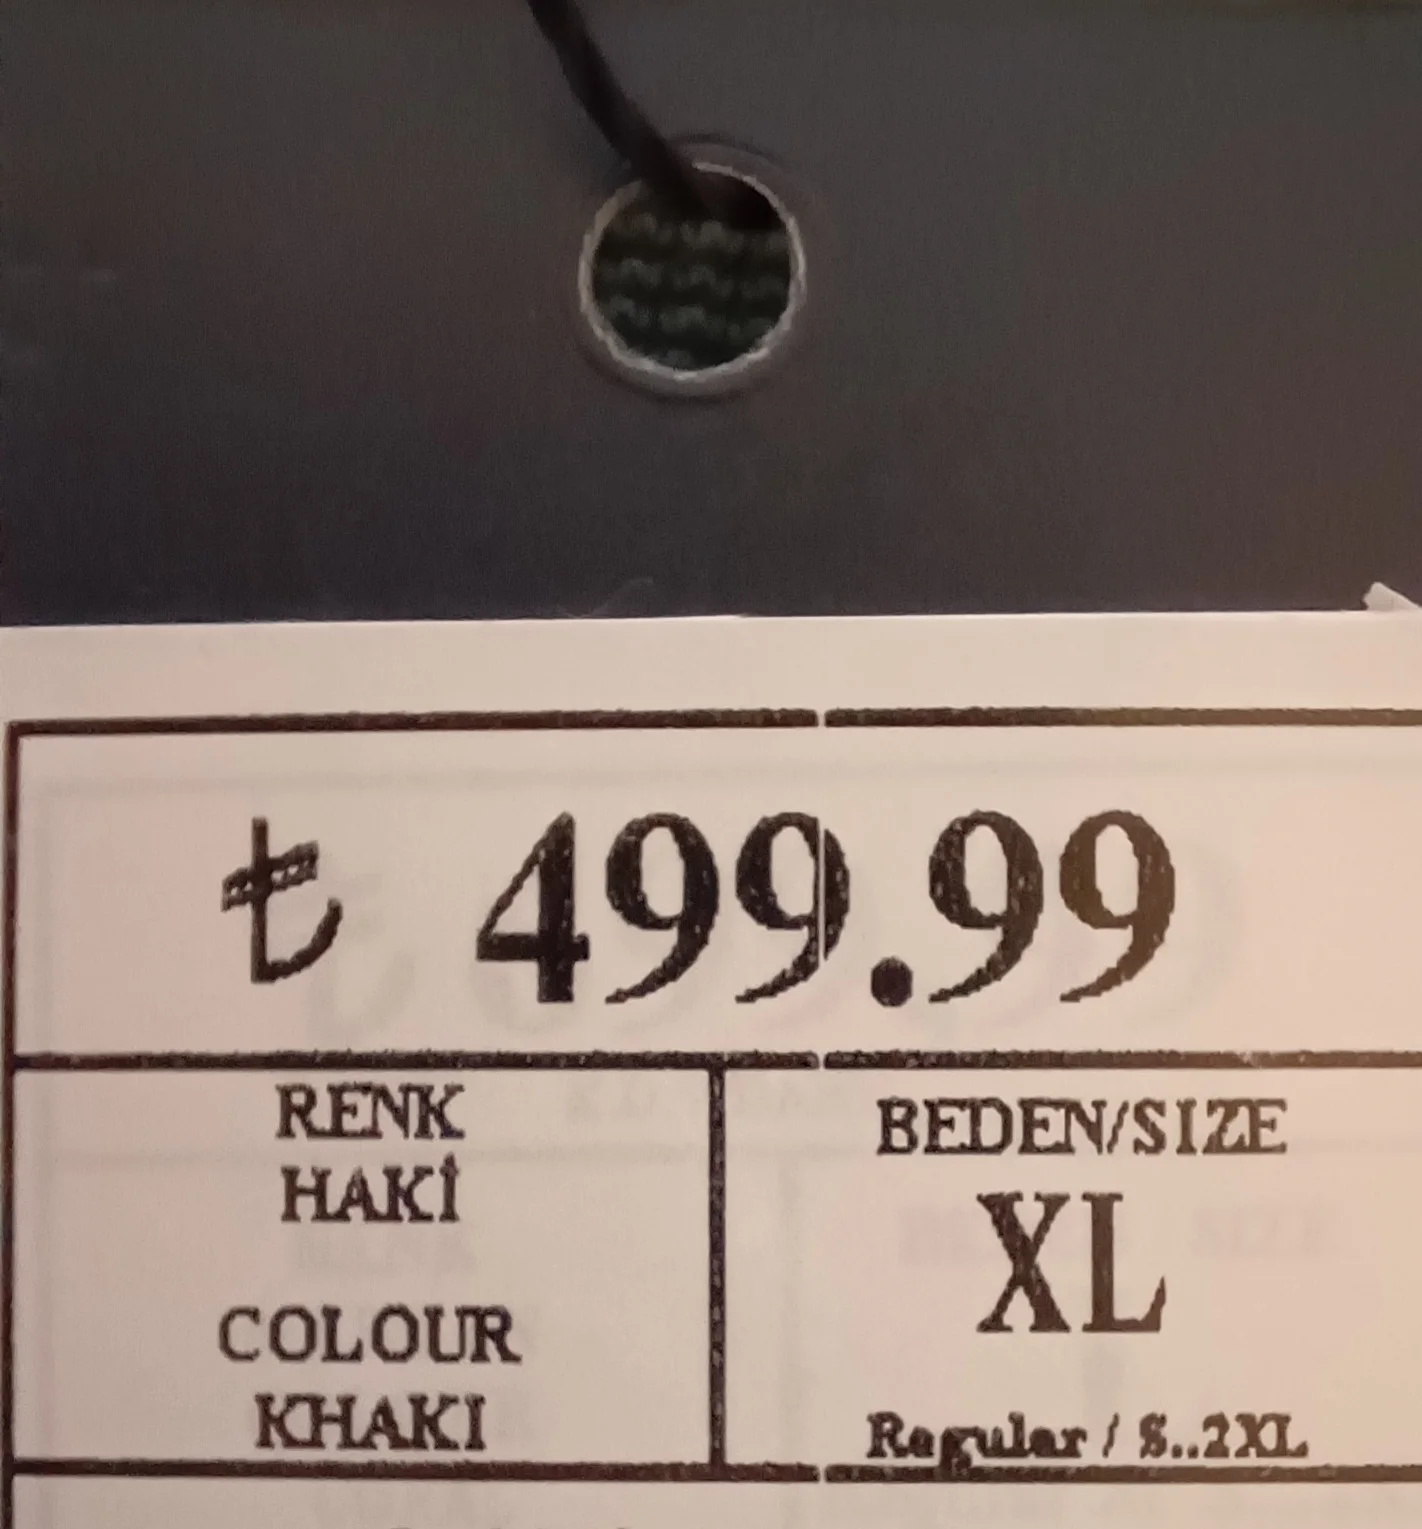 ₺ 499.99
RENK
HAKİ
COLOUR
KHAKI
BEDEN/SIZE
XL
Regular / S..2XL